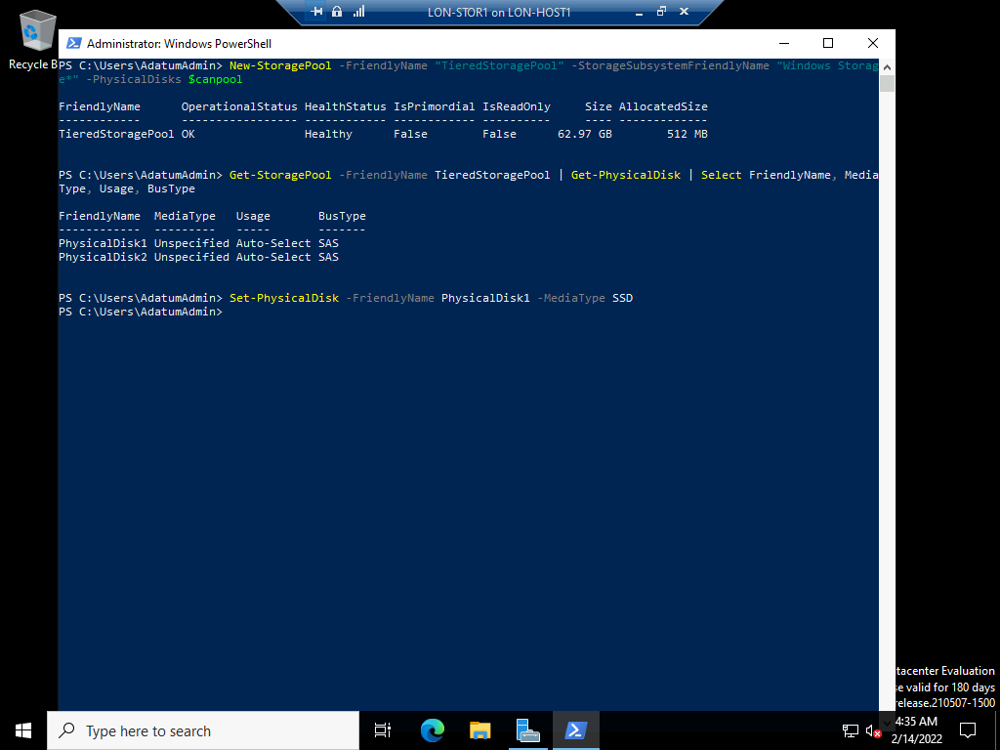 LON-STOR1 on LON-HOST1
Recycle B
Administrator: Windows PowerShell
PS C:\Users\AdatumAdmin> New-StoragePool -FriendlyName "TieredStoragePool" -StorageSubsystemFriendlyName "Windows Storag
e*" -PhysicalDisks $canpool
FriendlyName OperationalStatus HealthStatus IsPrimordial IsReadOnly Size AllocatedSize
------------ ----------------- ------------ ------------ ---------- ---- -------------
TieredStoragePool OK Healthy False False 62.97 GB 512 MB
PS C:\Users\AdatumAdmin> Get-StoragePool -FriendlyName TieredStoragePool | Get-PhysicalDisk | Select FriendlyName, Media
Type, Usage, BusType
FriendlyName MediaType Usage BusType
------------ --------- ----- -------
PhysicalDisk1 Unspecified Auto-Select SAS
PhysicalDisk2 Unspecified Auto-Select SAS
PS C:\Users\AdatumAdmin> Set-PhysicalDisk -FriendlyName PhysicalDisk1 -MediaType SSD
PS C:\Users\AdatumAdmin>
tacenter Evaluation
se valid for 180 days
release.210507-1500
Type here to search
4:35 AM
2/14/2022